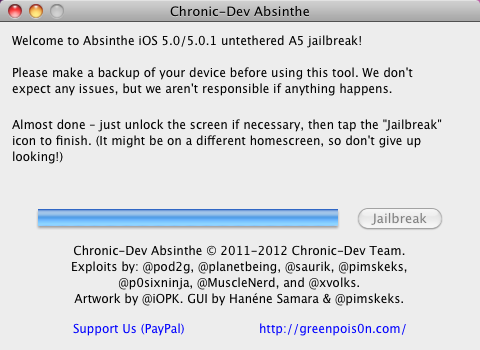 Chronic-Dev Absinthe
Welcome to Absinthe iOS 5.0/5.0.1 untethered A5 jailbreak!
Please make a backup of your device before using this tool. We don't
expect any issues, but we aren't responsible if anything happens.
Almost done – just unlock the screen if necessary, then tap the "Jailbreak"
icon to finish. (It might be on a different homescreen, so don't give up
looking!)
Jailbreak
Chronic-Dev Absinthe © 2011-2012 Chronic-Dev Team.
Exploits by: @pod2g, @planetbeing, @saurik, @pimskeks,
@p0sixninja, @MuscleNerd, and @xvolks.
Artwork by @iOPK. GUI by Hanéne Samara & @pimskeks.
Support Us (PayPal) http://greenpois0n.com/